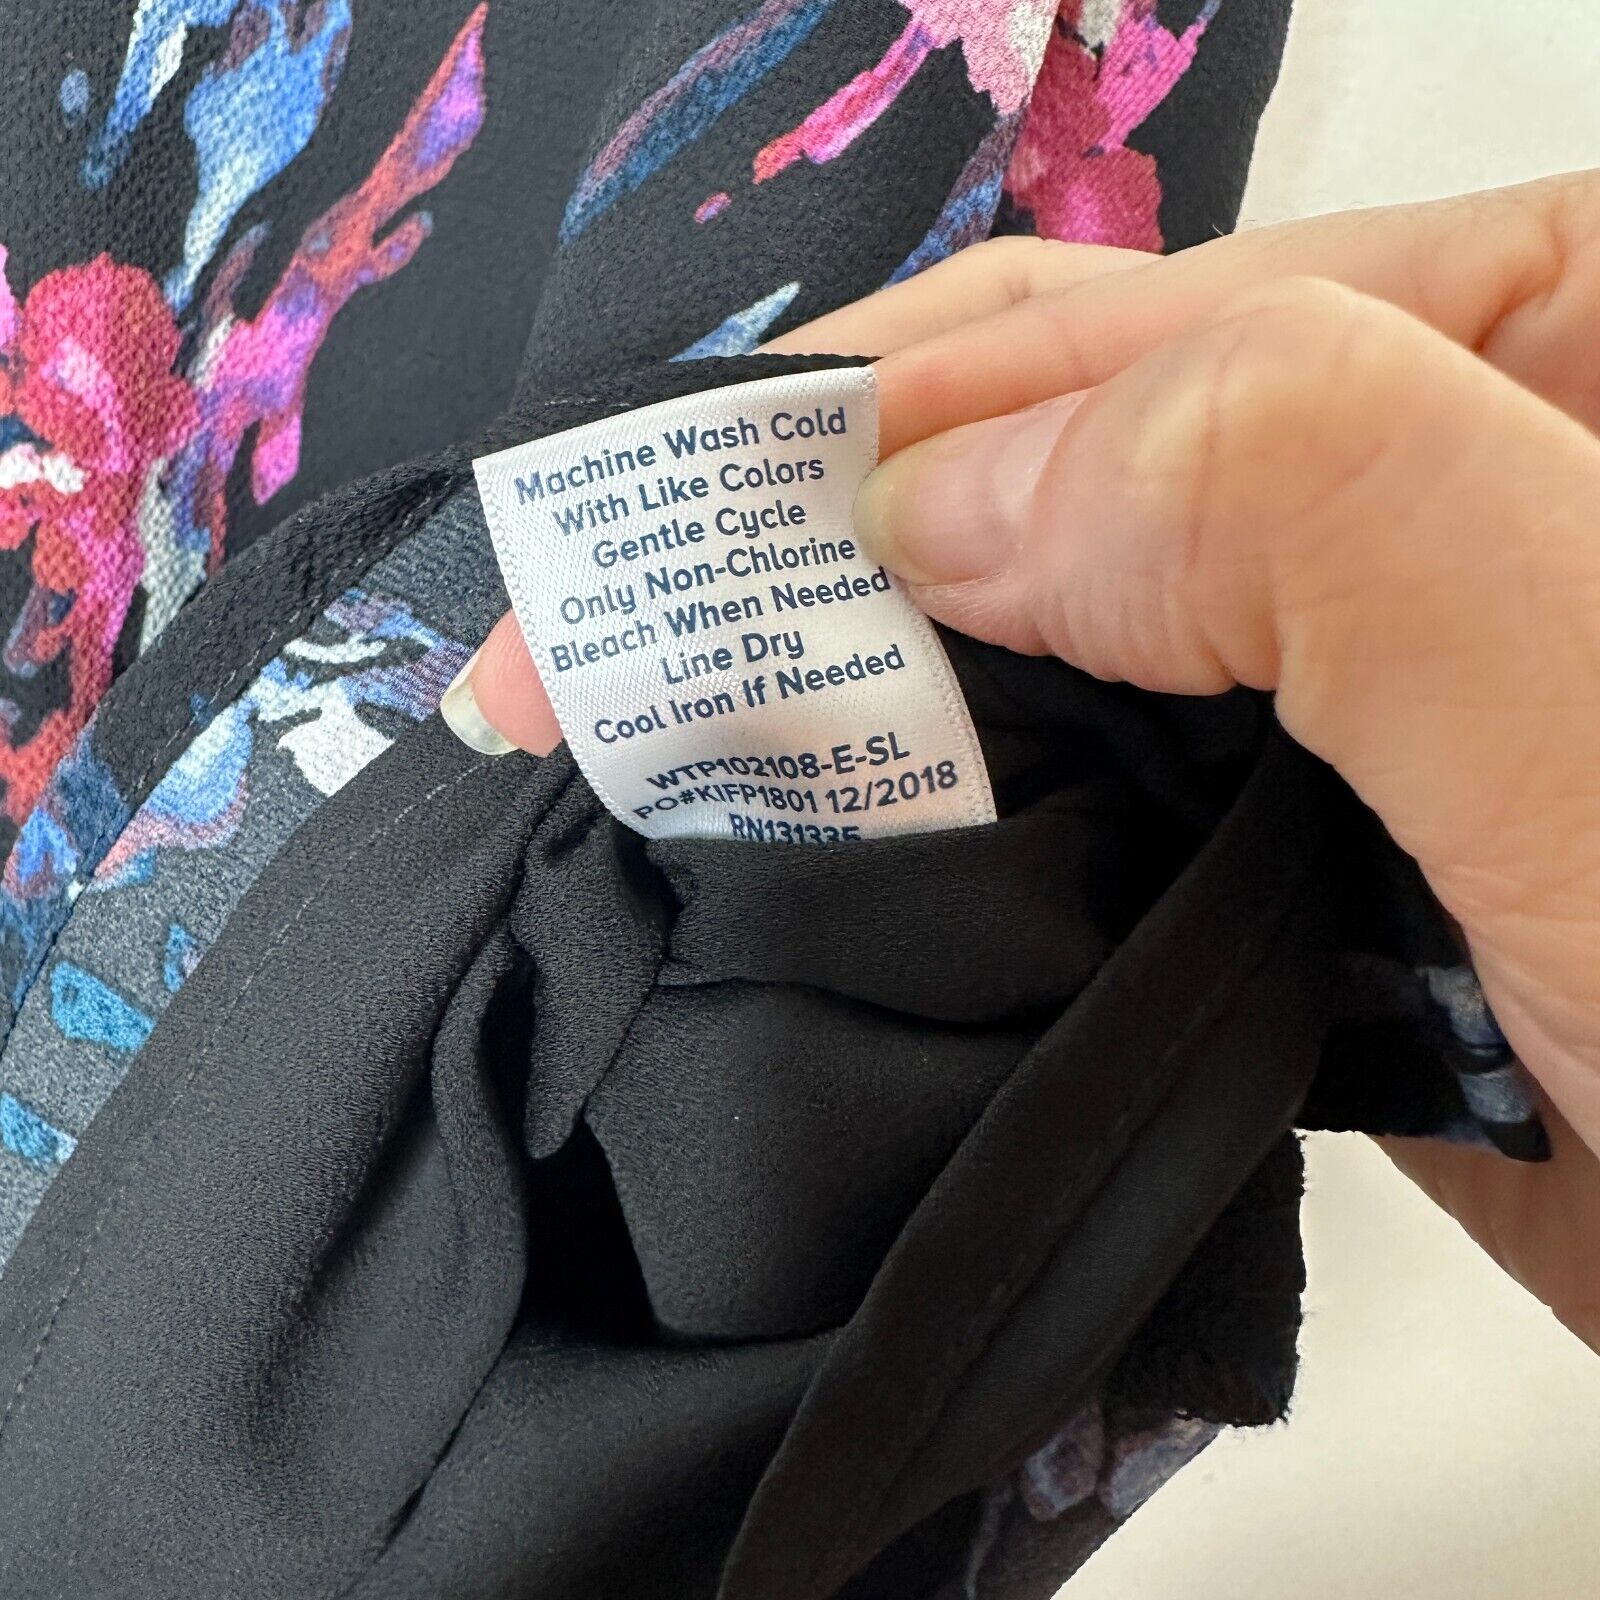 Machine Wash Cold
With Like Colors
Gentle Cycle
Only Non-Chlorine
Bleach When Needed
Line Dry
Cool Iron If Needed
WTP102108-E-SL
PO#KIFP1801 12/2018
RN131335